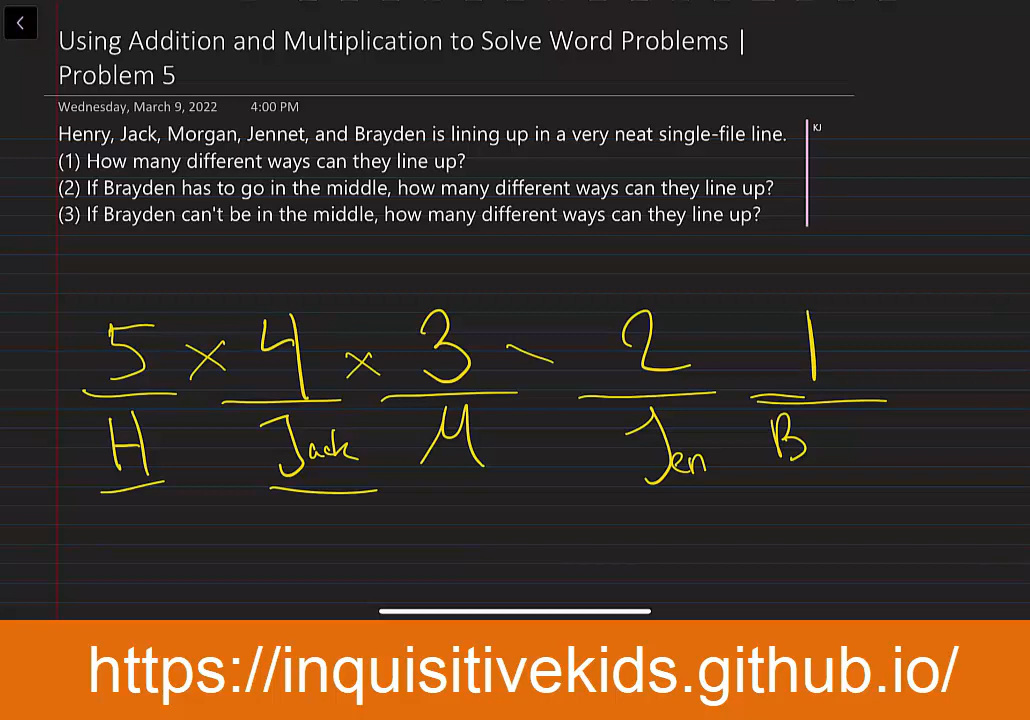 Using Addition and Multiplication to Solve Word Problems |
Problem 5
Wednesday, March 9, 2022 4:00 PM
Henry, Jack, Morgan, Jennet, and Brayden is lining up in a very neat single-file line.
KJ
(1) How many different ways can they line up?
(2) If Brayden has to go in the middle, how many different ways can they line up?
(3) If Brayden can't be in the middle, how many different ways can they line up?
5 × 4 × 3 2 1
H Jack M Jen B
https://inquisitivekids.github.io/